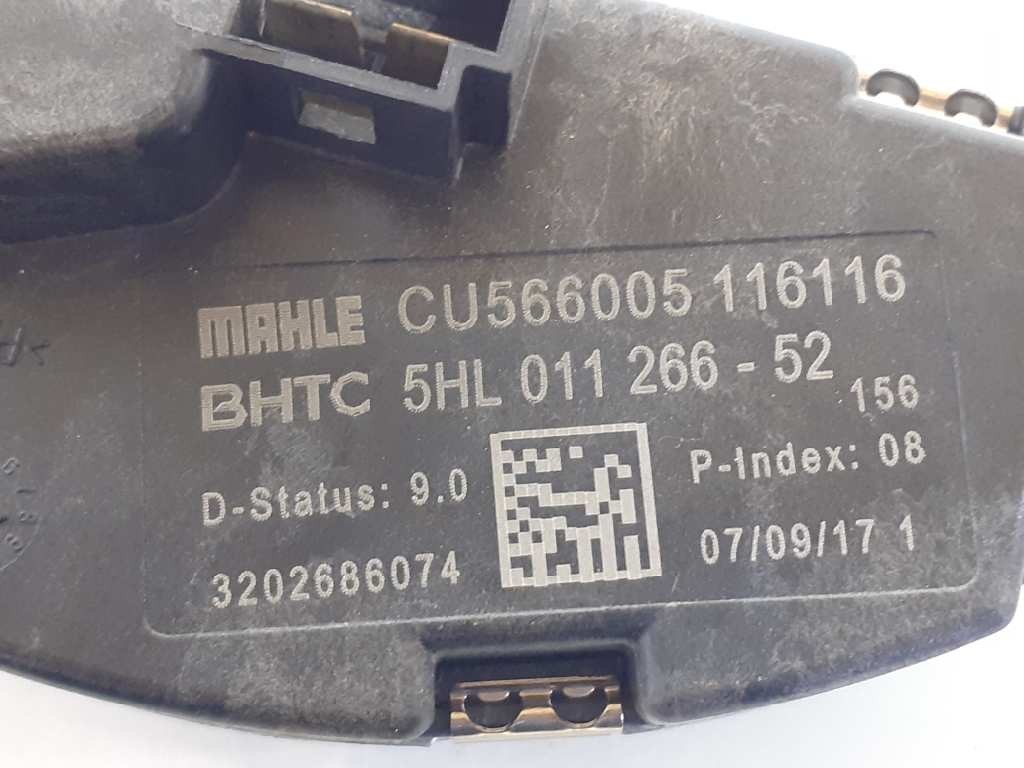 MAHLE CU566005 116116
BHTC 5HL 011 266 - 52
156
D-Status: 9.0
P-Index: 08
3202686074
07/09/17 1